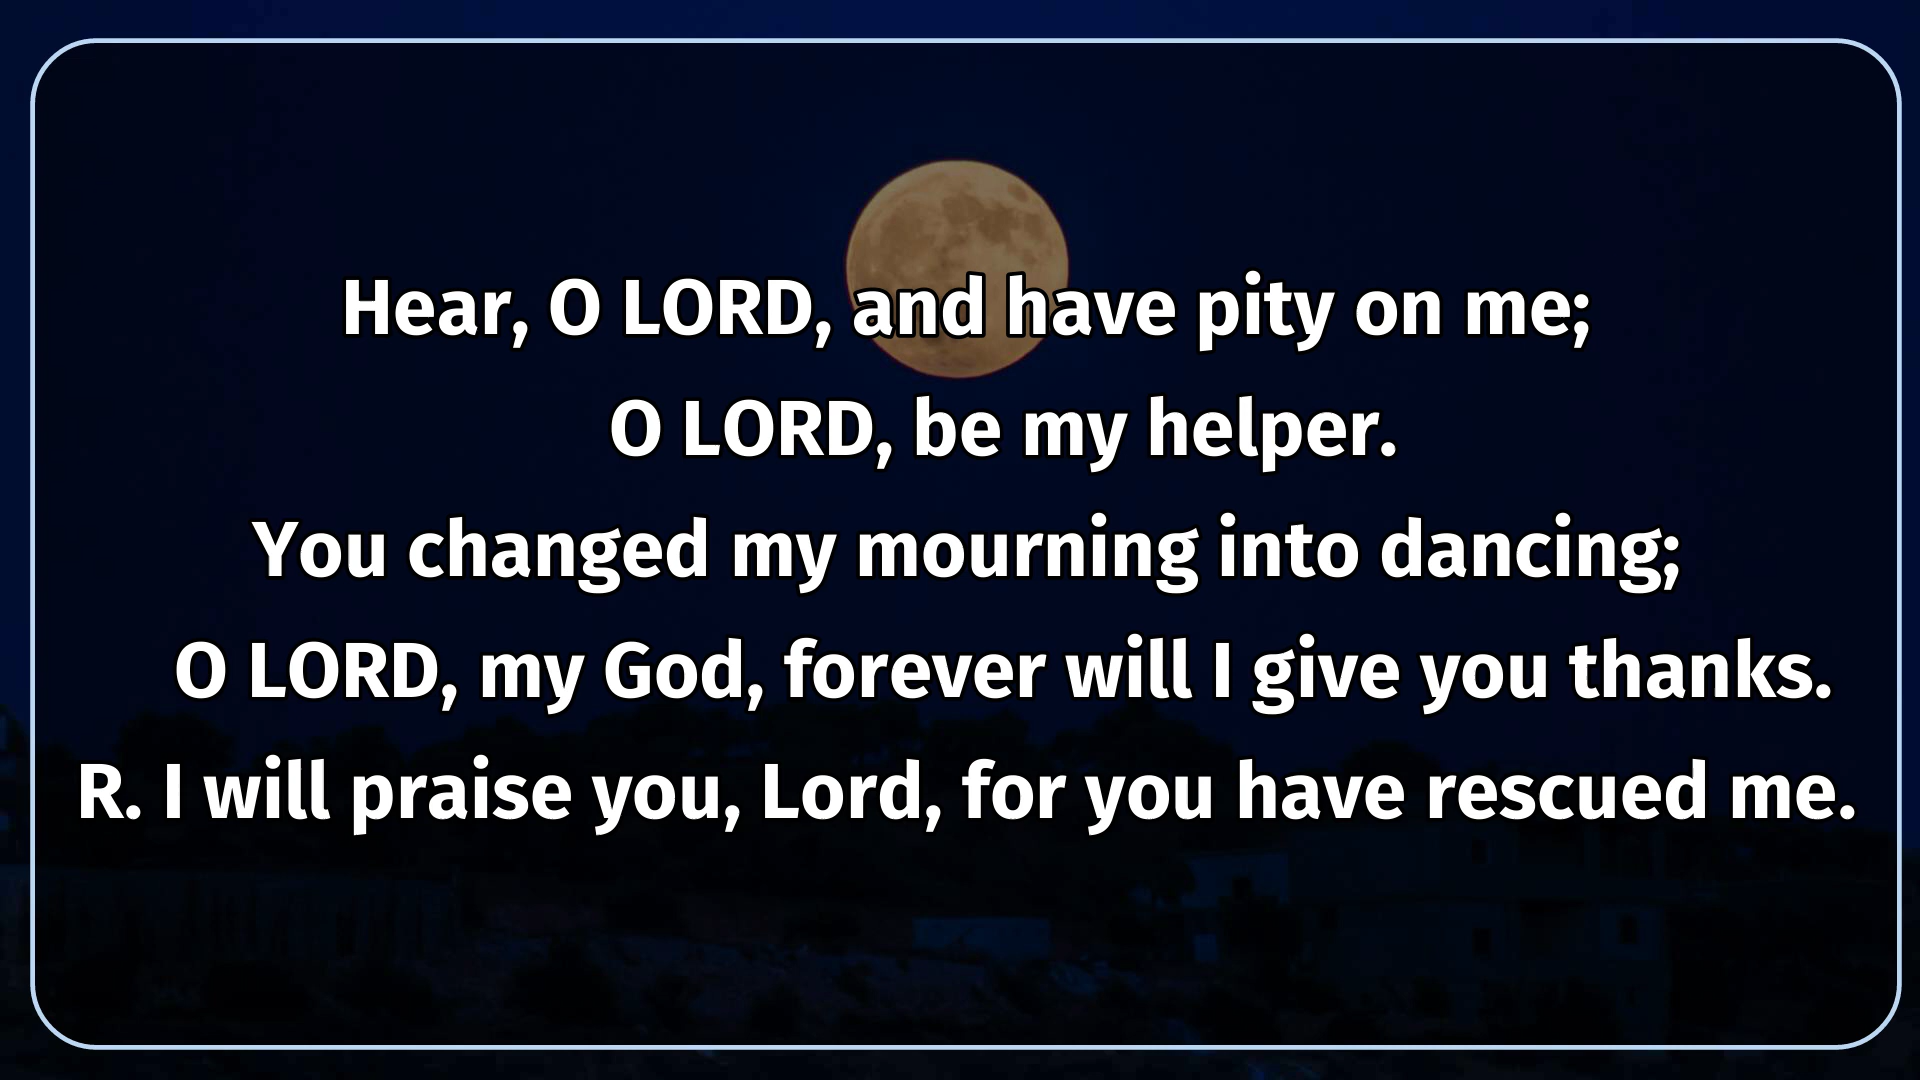 Hear, O LORD, and have pity on me;
O LORD, be my helper.
You changed my mourning into dancing;
O LORD, my God, forever will I give you thanks.
R. I will praise you, Lord, for you have rescued me.